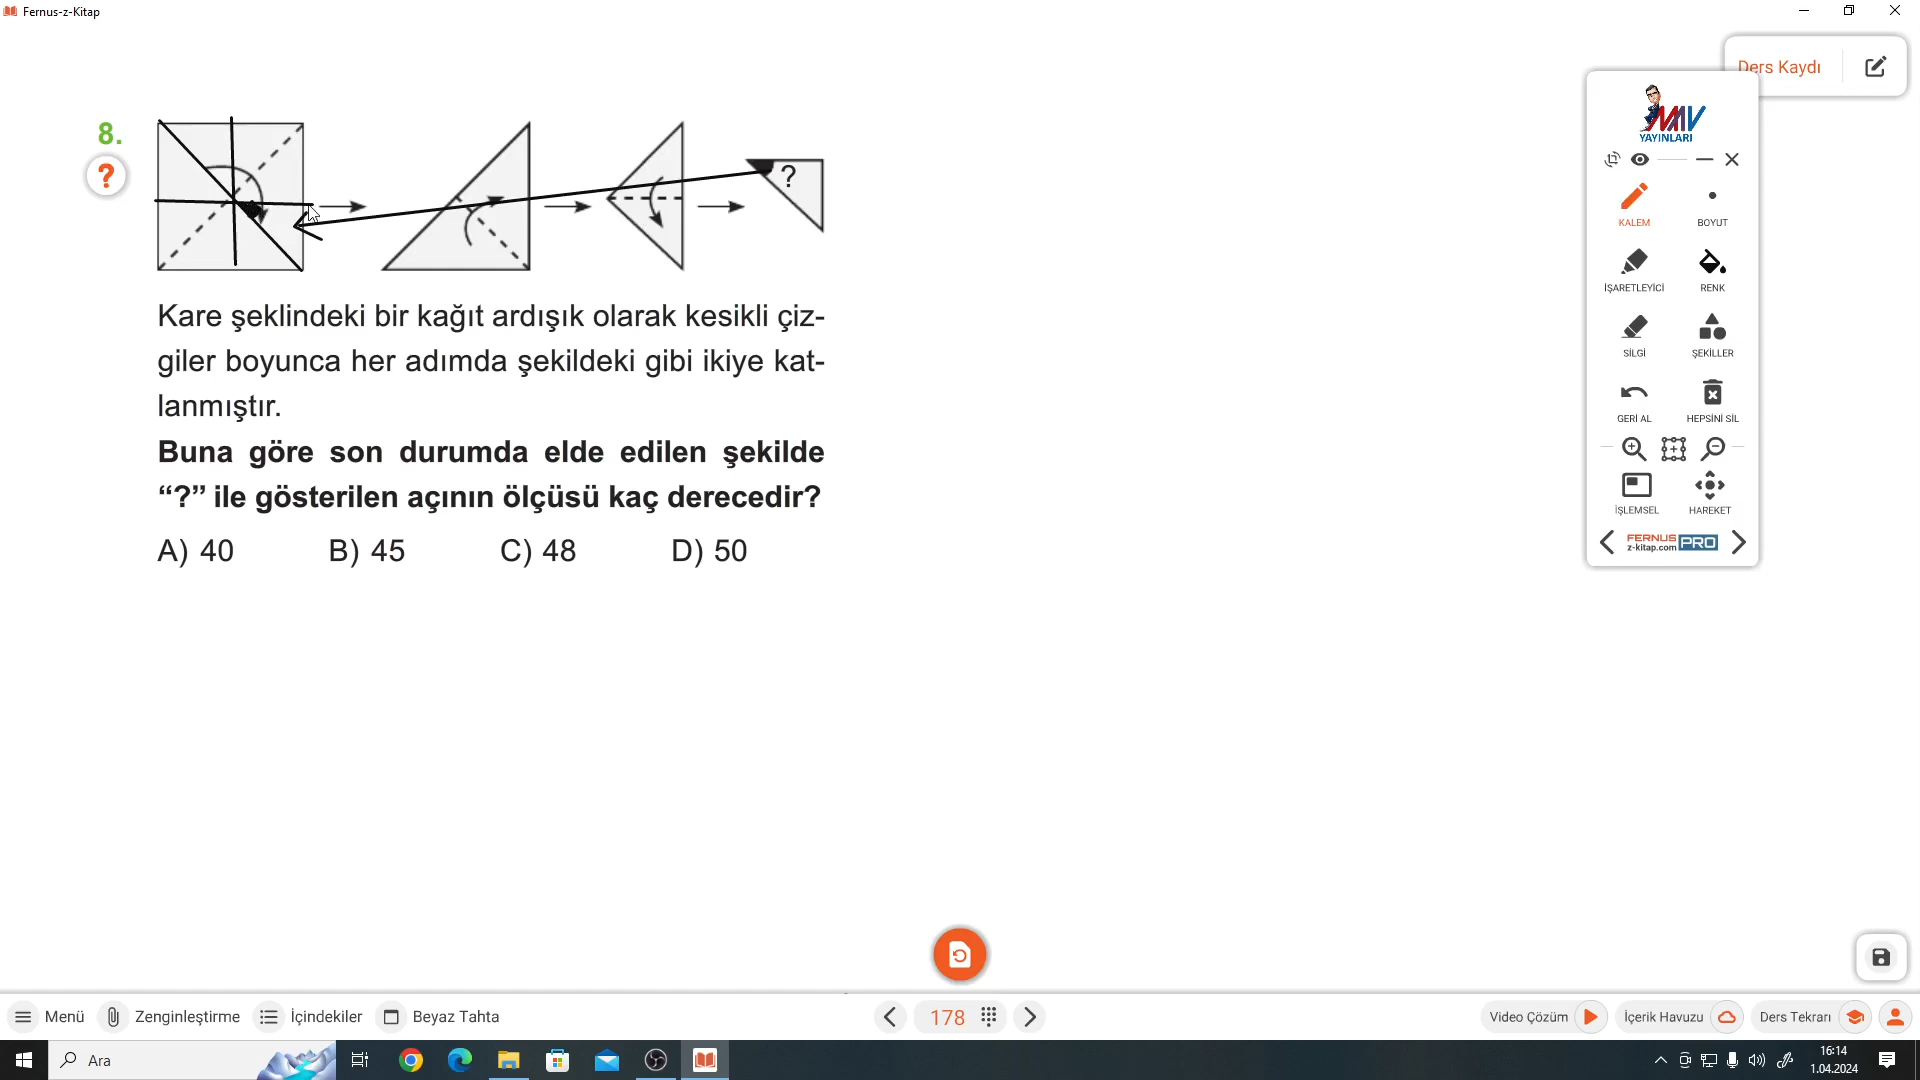 Fernus-z-Kitap
Ders Kaydı
MMV
YAYINLARI
8.
?
?
KALEM
BOYUT
İŞARETLEYİCİ
RENK
SİLGİ
ŞEKİLLER
GERİ AL
HEPSİNİ SİL
İŞLEMSEL
HAREKET
FERNUS
z-kitap.com
PRO
Kare şeklindeki bir kağıt ardışık olarak kesikli çiz-
giler boyunca her adımda şekildeki gibi ikiye kat-
lanmıştır.
Buna göre son durumda elde edilen şekilde
“?” ile gösterilen açının ölçüsü kaç derecedir?
A) 40 B) 45 C) 48 D) 50
Menü Zenginleştirme İçindekiler Beyaz Tahta 178 Video Çözüm İçerik Havuzu Ders Tekrarı
Ara
16:14
1.04.2024